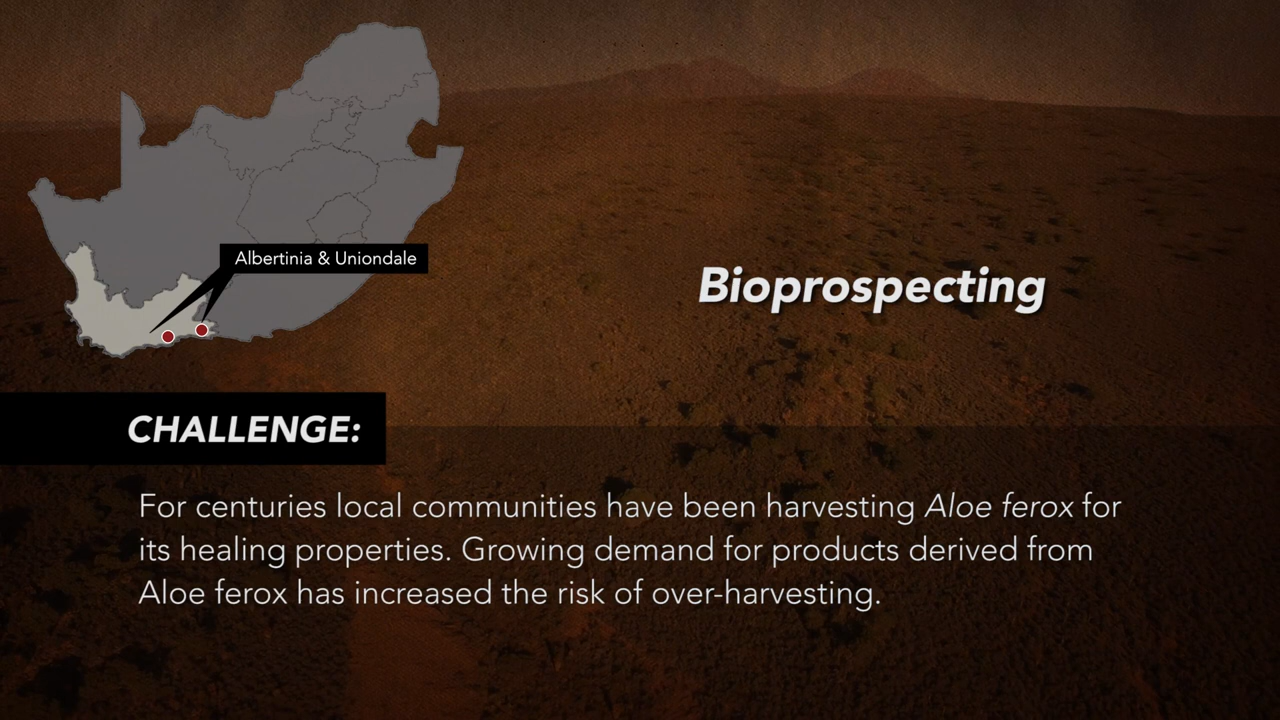 Albertinia & Uniondale
Bioprospecting
CHALLENGE:
For centuries local communities have been harvesting Aloe ferox for
its healing properties. Growing demand for products derived from
Aloe ferox has increased the risk of over-harvesting.